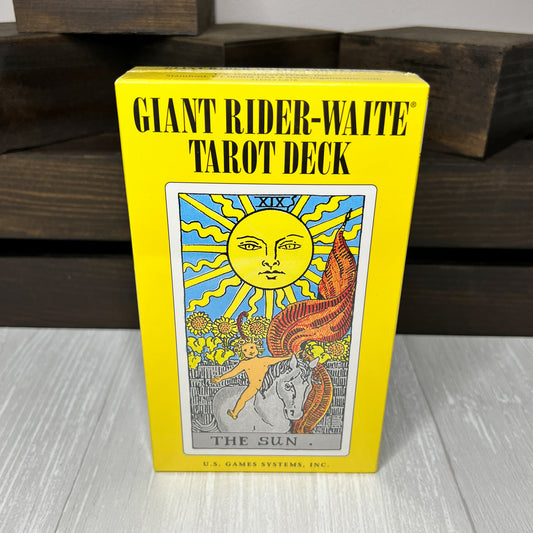 GIANT RIDER-WAITE®
TAROT DECK
XIX
THE SUN.
U.S. GAMES SYSTEMS, INC.